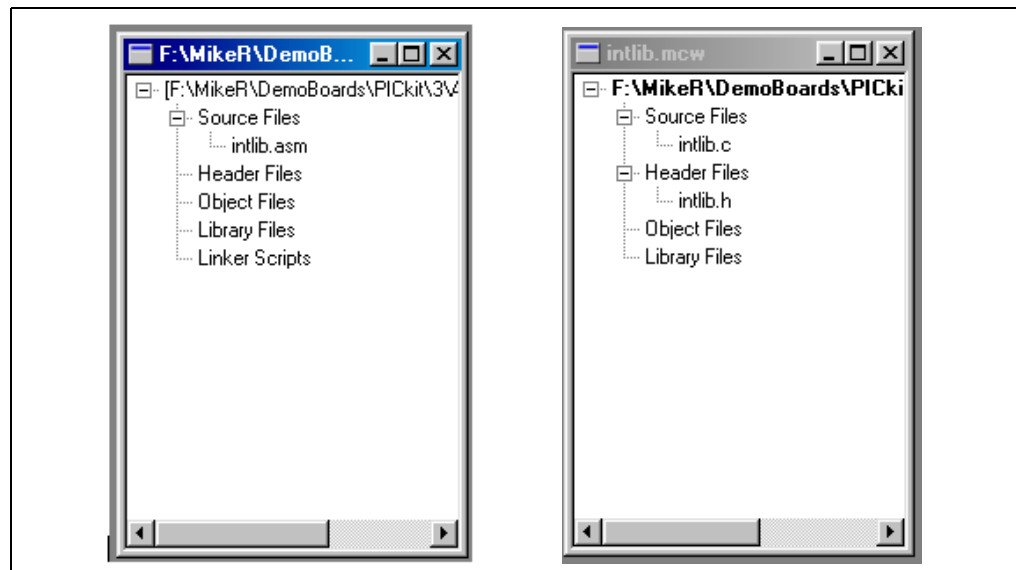 F:\MikeR\DemoB...
[F:\MikeR\DemoBoards\PICkit\3\
Source Files
intlib.asm
Header Files
Object Files
Library Files
Linker Scripts
intlib.mcw
F:\MikeR\DemoBoards\PICki
Source Files
intlib.c
Header Files
intlib.h
Object Files
Library Files